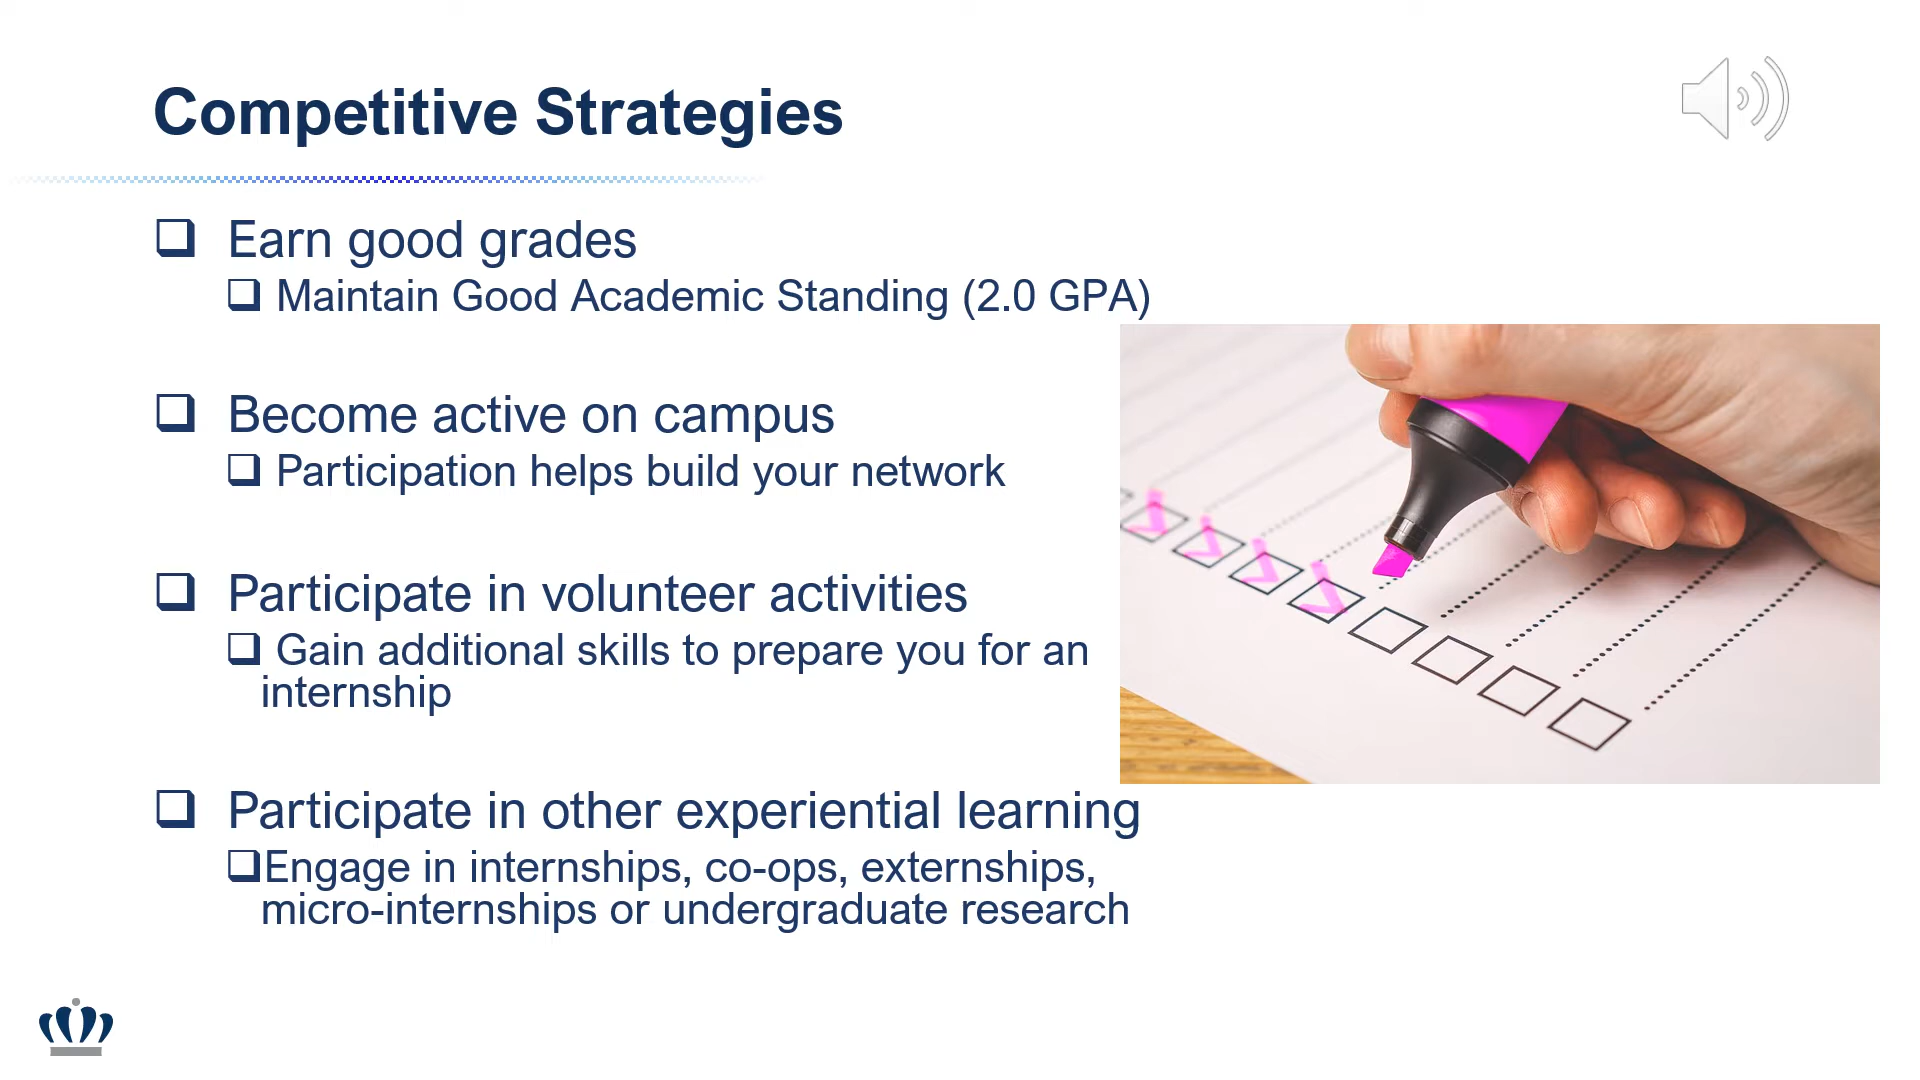 Competitive Strategies
Earn good grades
Maintain Good Academic Standing (2.0 GPA)
Become active on campus
Participation helps build your network
Participate in volunteer activities
Gain additional skills to prepare you for an
internship
Participate in other experiential learning
Engage in internships, co-ops, externships,
micro-internships or undergraduate research